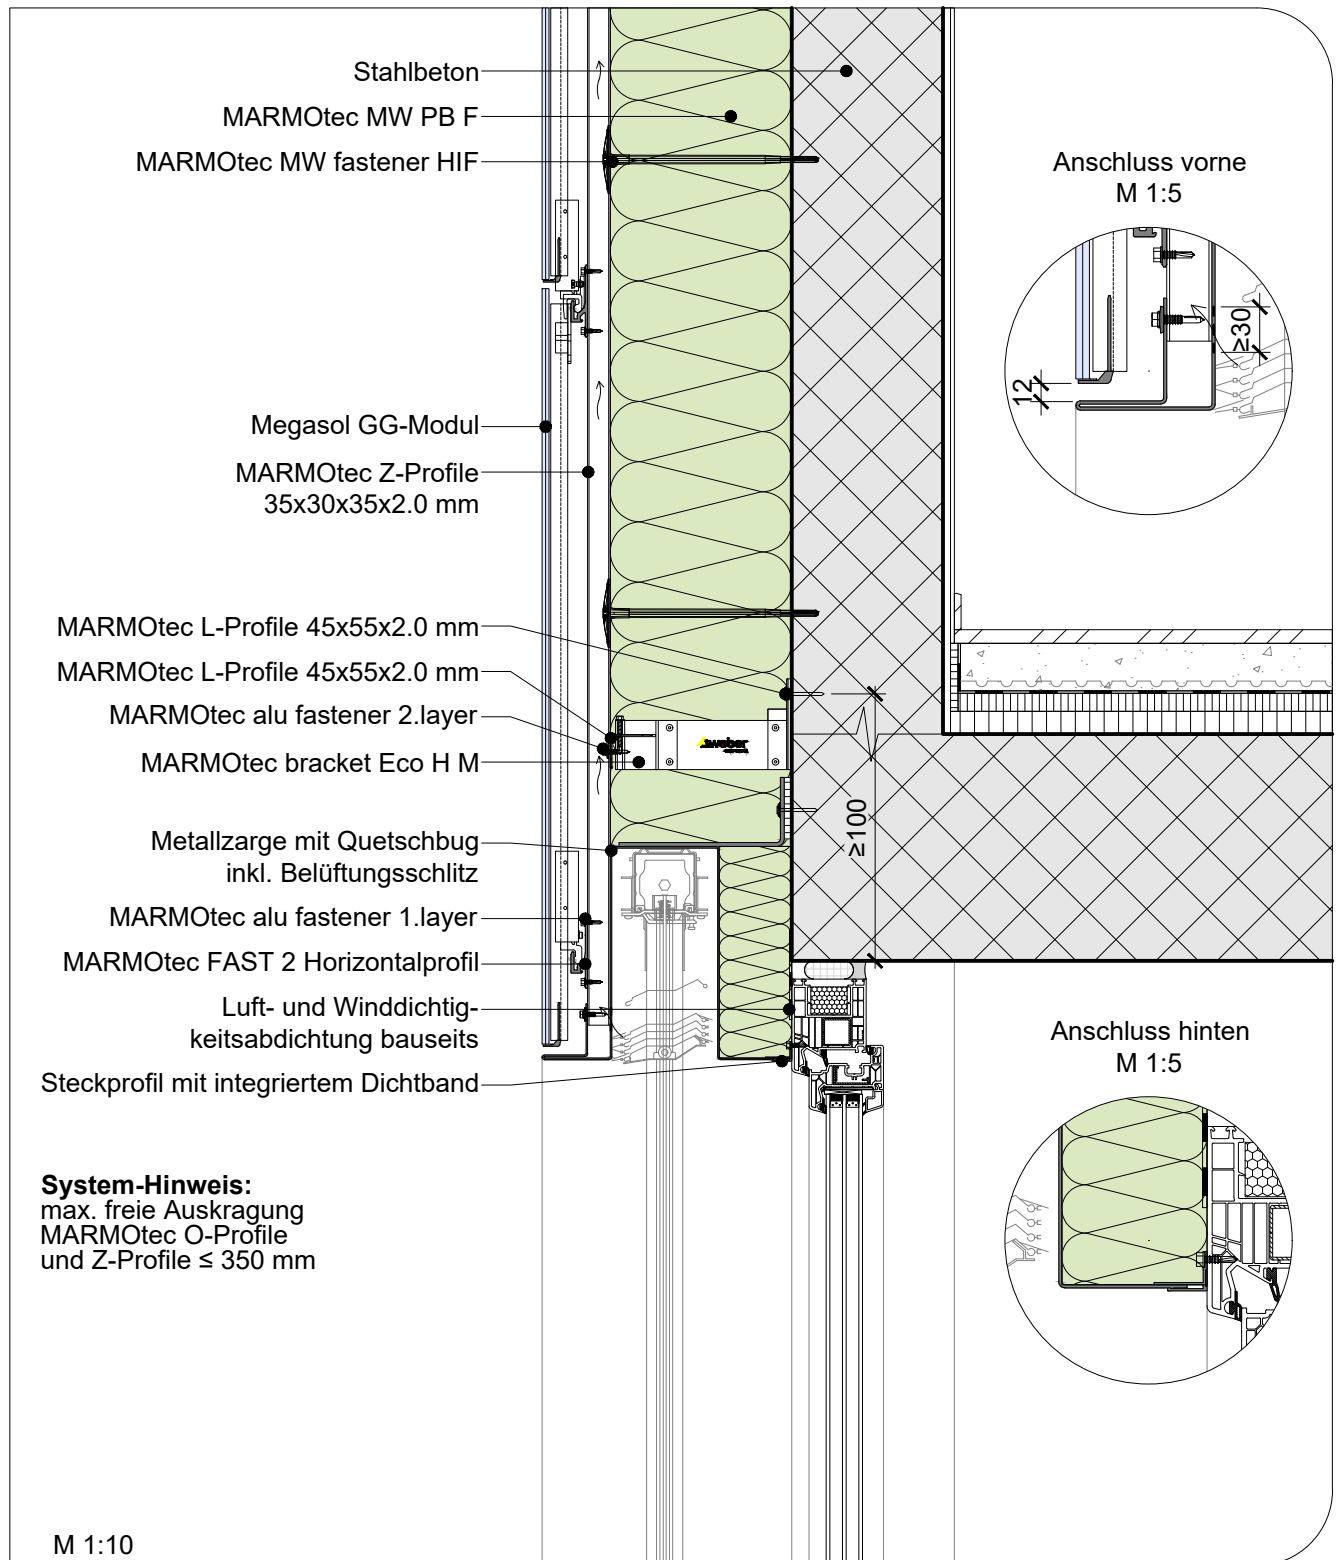 Stahlbeton
MARMOtec MW PB F
MARMOtec MW fastener HIF
Megasol GG-Modul
MARMOtec Z-Profile
35x30x35x2.0 mm
MARMOtec L-Profile 45x55x2.0 mm
MARMOtec L-Profile 45x55x2.0 mm
MARMOtec alu fastener 2.layer
MARMOtec bracket Eco H M
Metallzarge mit Quetschbug
inkl. Belüftungsschlitz
MARMOtec alu fastener 1.layer
MARMOtec FAST 2 Horizontalprofil
Luft- und Winddichtig-
keitsabdichtung bauseits
Steckprofil mit integriertem Dichtband
System-Hinweis:
max. freie Auskragung
MARMOtec O-Profile
und Z-Profile ≤ 350 mm
M 1:10
weber
≥100
Anschluss vorne
M 1:5
≥30
12
Anschluss hinten
M 1:5